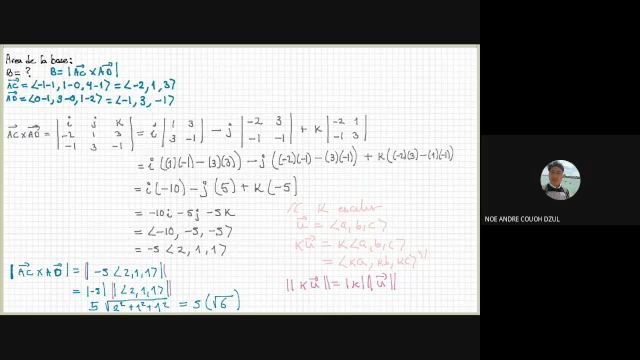 Area de la base:
B = ? B = |AC⃗ x AD⃗|
AC⃗ = <-1-1, 1-0, 4-1> = <-2, 1, 3>
AD⃗ = <0-1, 3-0, 1-2> = <-1, 3, -1>
AC⃗ x AD⃗ = | i j k | = i | 1 3 | - j | -2 3 | + k | -2 1 |
| -2 1 3 | | 3 -1 | | -1 -1 | | -1 3 |
| -1 3 -1 |
= i ((1)(-1) - (3)(3)) - j((-2)(-1) - (3)(-1)) + k((-2)(3) - (1)(-1))
= i(-10) - j(5) + k(-5)
= -10i - 5j - 5k
= <-10, -5, -5>
= -5 <2, 1, 1>
|AC⃗ x AD⃗| = || -5 <2, 1, 1> ||
= |-5| || <2, 1, 1> ||
5 √2² + 1² + 1² = 5 (√6)
k escalar
u⃗ = <a, b, c>
k u⃗ = k <a, b, c>
= <ka, kb, kc>
|| k u⃗ || = |k| || u⃗ ||
NOE ANDRE COUOH DZUL